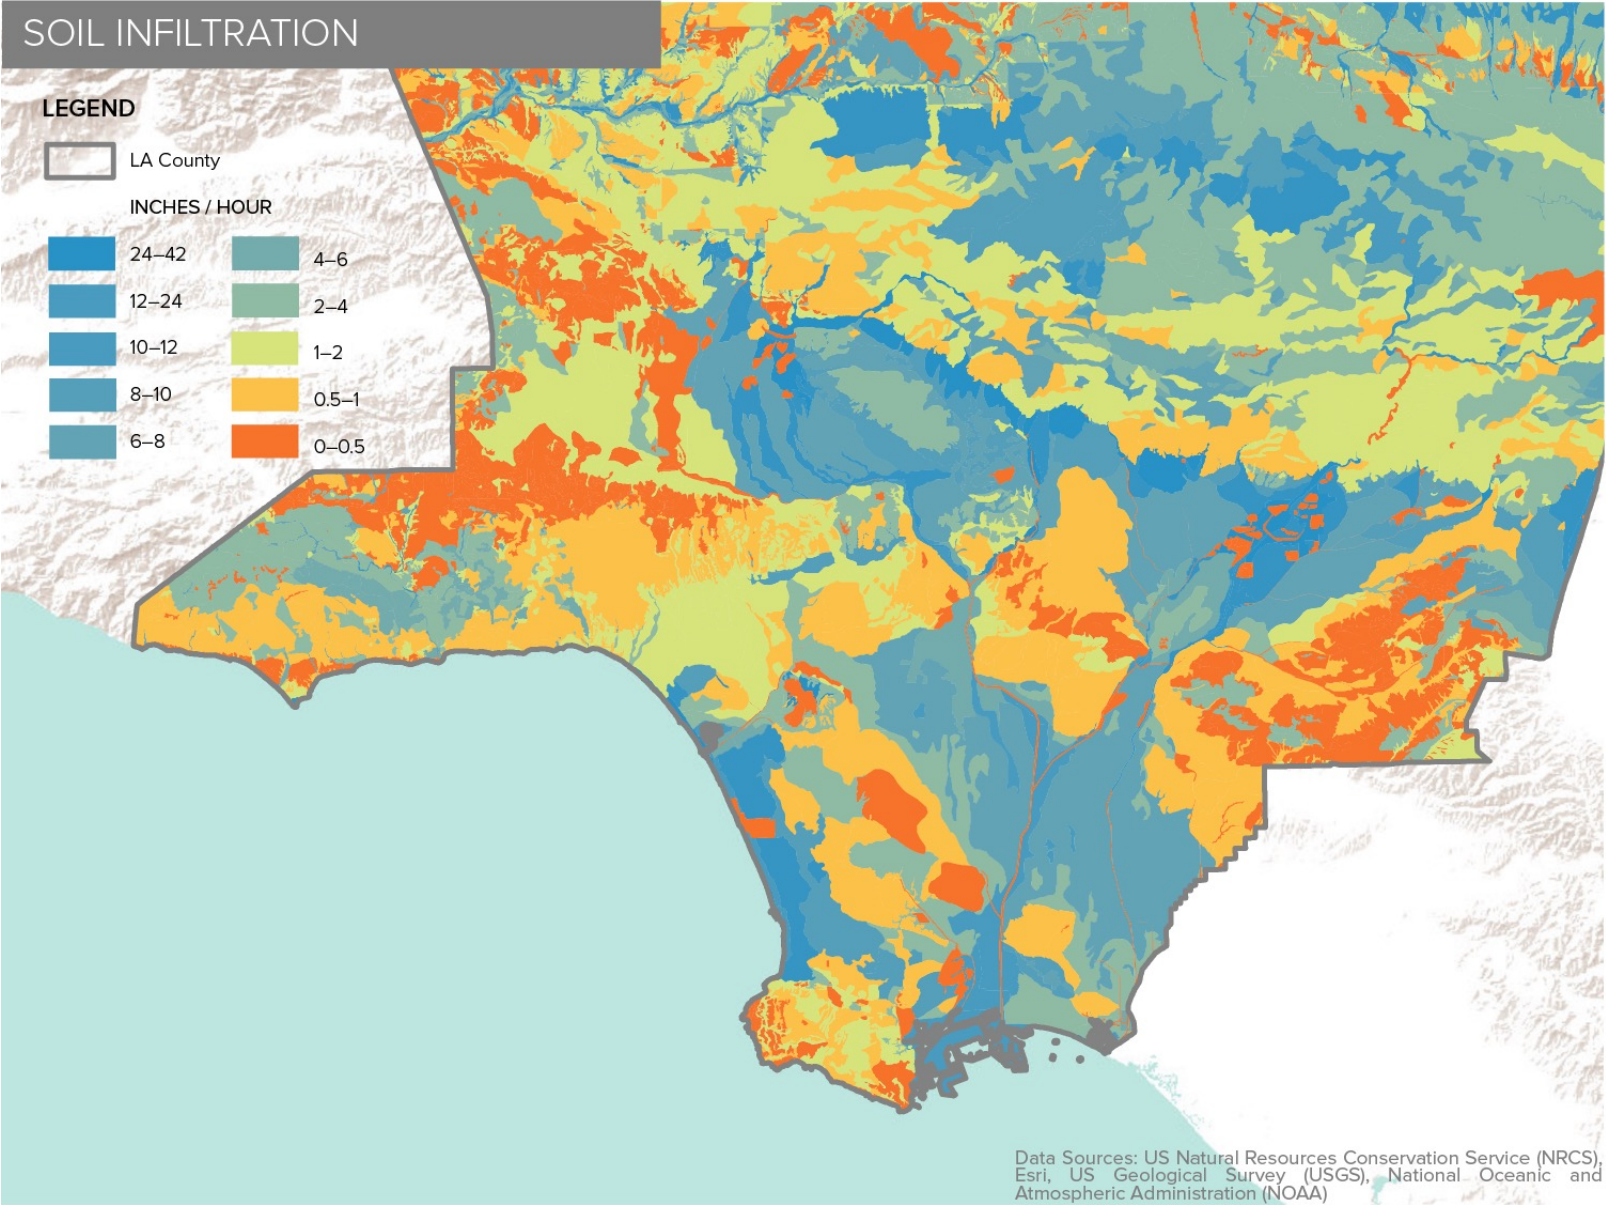 SOIL INFILTRATION
LEGEND
LA County
INCHES / HOUR
24–42
12–24
10–12
8–10
6–8
4–6
2–4
1–2
0.5–1
0–0.5
Data Sources: US Natural Resources Conservation Service (NRCS),
Esri, US Geological Survey (USGS), National Oceanic and
Atmospheric Administration (NOAA)